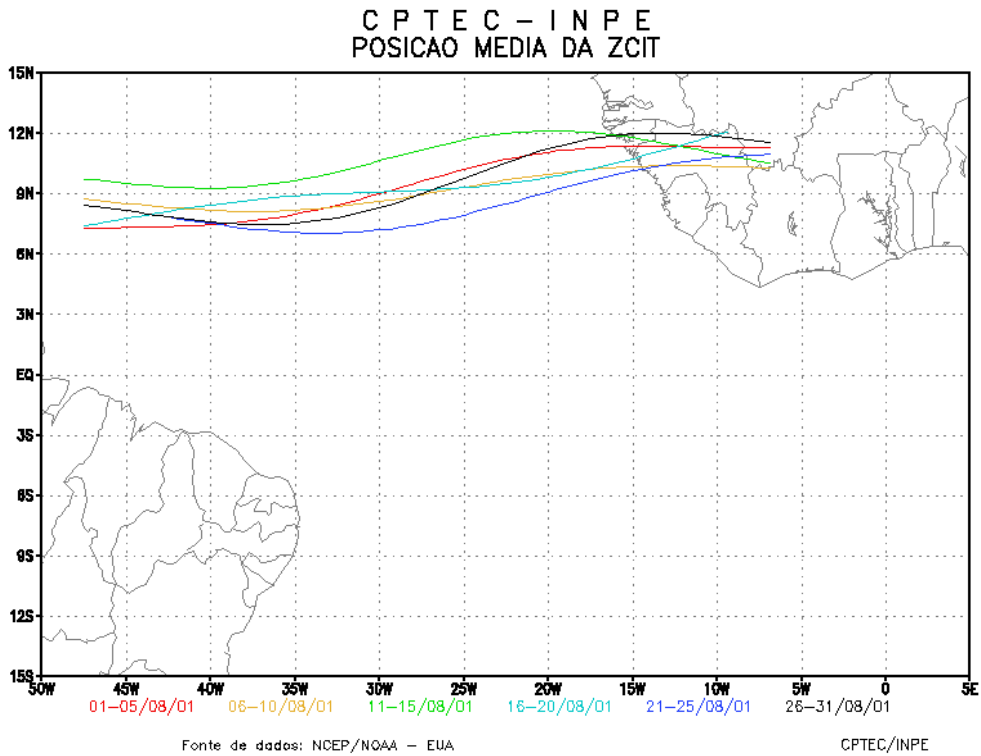 C P T E C – I N P E
POSICAO MEDIA DA ZCIT
15N
12N
9N
6N
3N
EQ
3S
6S
9S
12S
15S
50W 45W 40W 35W 30W 25W 20W 15W 10W 5W 0 5E
01–05/08/01 06–10/08/01 11–15/08/01 16–20/08/01 21–25/08/01 26–31/08/01
Fonte de dados: NCEP/NOAA – EUA CPTEC/INPE